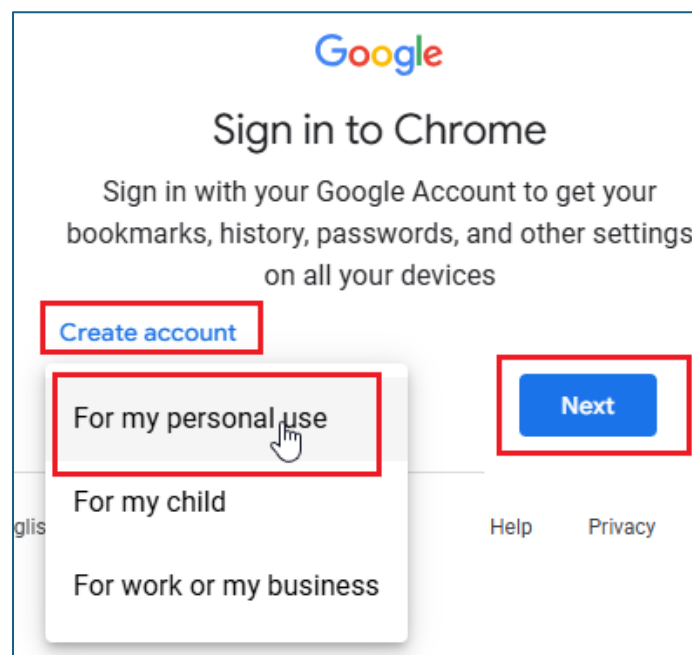 Google
Sign in to Chrome
Sign in with your Google Account to get your
bookmarks, history, passwords, and other settings
on all your devices
Create account
For my personal use
Next
For my child
Help Privacy
For work or my business